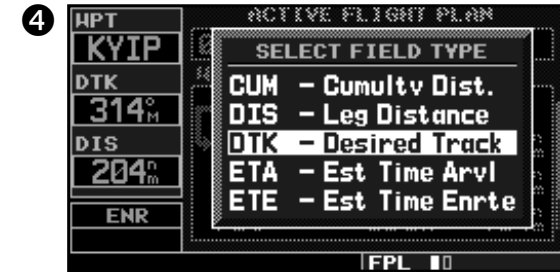 4
WPT
KYIP
DTK
314°M
DIS
204nm
ENR
ACTIVE FLIGHT PLAN
SELECT FIELD TYPE
CUM – Cumultv Dist.
DIS – Leg Distance
DTK – Desired Track
ETA – Est Time Arvl
ETE – Est Time Enrte
FPL